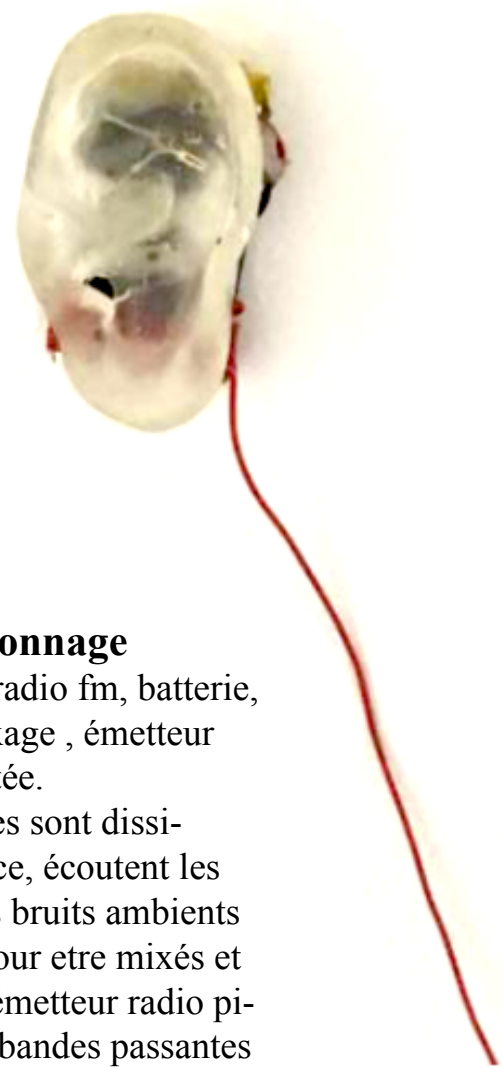 onnage
radio fm, batterie,
kage , émetteur
tée.
es sont dissi-
ce, écoutent les
s bruits ambients
our etre mixés et
emetteur radio pi-
bandes passantes